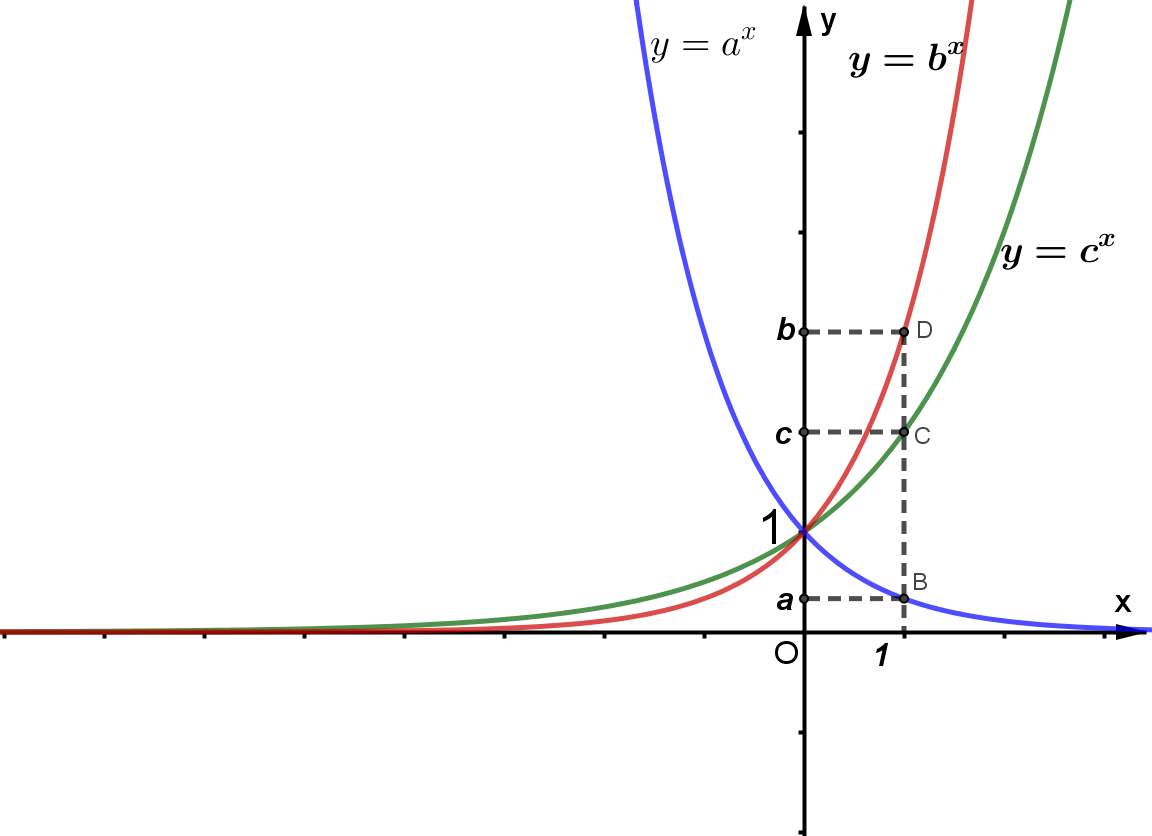 y
$y = a^x$
$y = b^x$
$y = c^x$
b
D
c
C
1
B
a
x
O
1